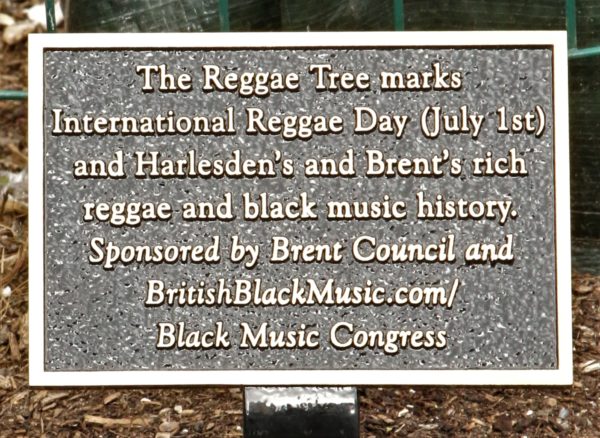 The Reggae Tree marks
International Reggae Day (July 1st)
and Harlesden's and Brent's rich
reggae and black music history.
Sponsored by Brent Council and
BritishBlackMusic.com/
Black Music Congress